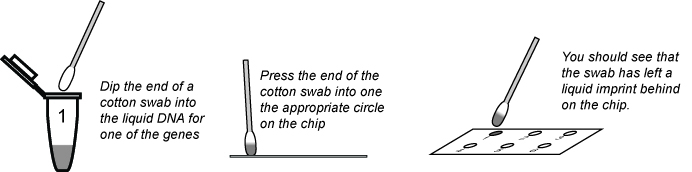 1
Dip the end of a
cotton swab into
the liquid DNA for
one of the genes
Press the end of the
cotton swab into one
the appropriate circle
on the chip
You should see that
the swab has left a
liquid imprint behind
on the chip.